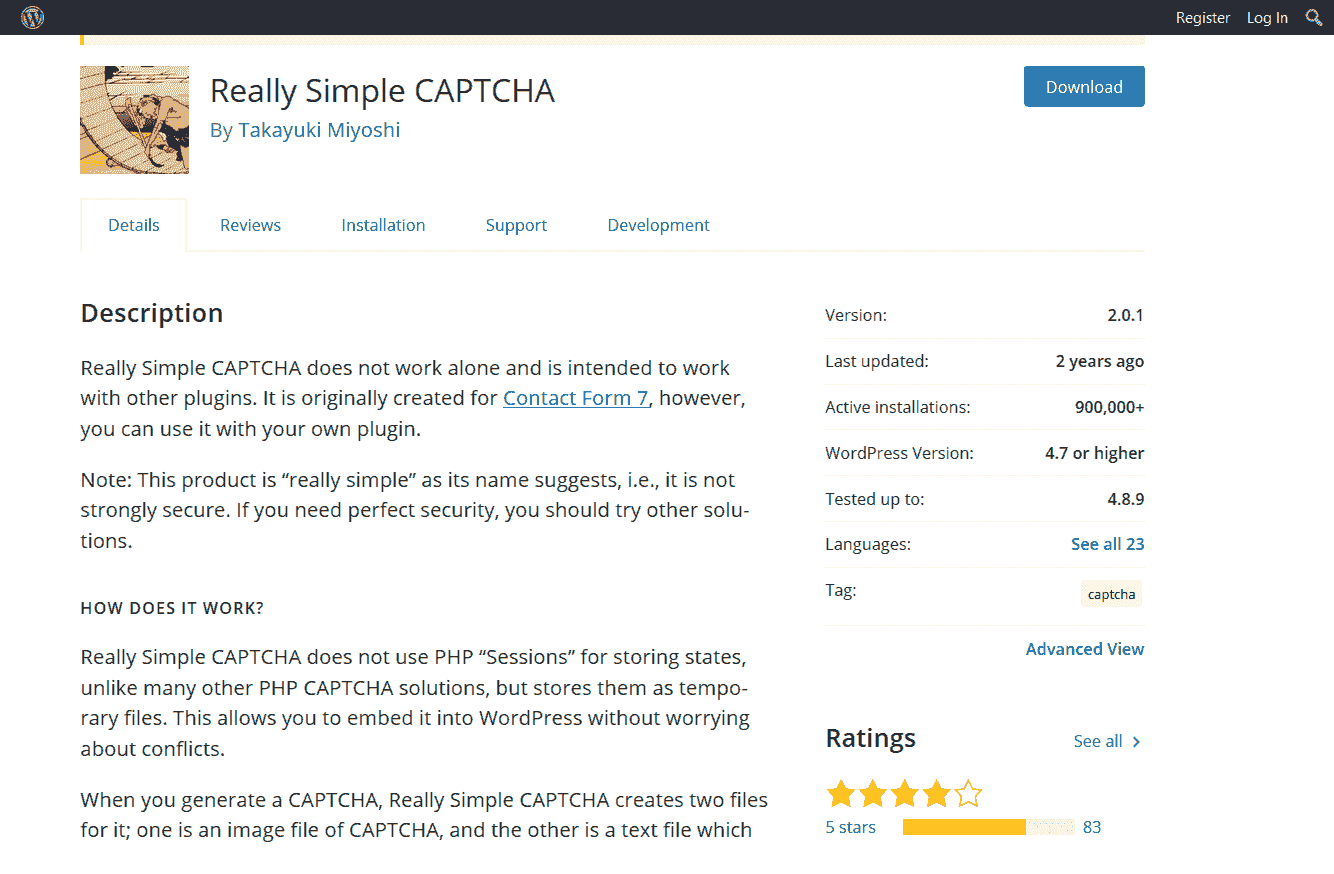 Register Log In
Really Simple CAPTCHA
Download
By Takayuki Miyoshi
Details Reviews Installation Support Development
Description
Really Simple CAPTCHA does not work alone and is intended to work
with other plugins. It is originally created for Contact Form 7, however,
you can use it with your own plugin.
Note: This product is “really simple” as its name suggests, i.e., it is not
strongly secure. If you need perfect security, you should try other solu-
tions.
HOW DOES IT WORK?
Really Simple CAPTCHA does not use PHP “Sessions” for storing states,
unlike many other PHP CAPTCHA solutions, but stores them as tempo-
rary files. This allows you to embed it into WordPress without worrying
about conflicts.
When you generate a CAPTCHA, Really Simple CAPTCHA creates two files
for it; one is an image file of CAPTCHA, and the other is a text file which
Version: 2.0.1
Last updated: 2 years ago
Active installations: 900,000+
WordPress Version: 4.7 or higher
Tested up to: 4.8.9
Languages: See all 23
Tag: captcha
Advanced View
Ratings See all
5 stars 83